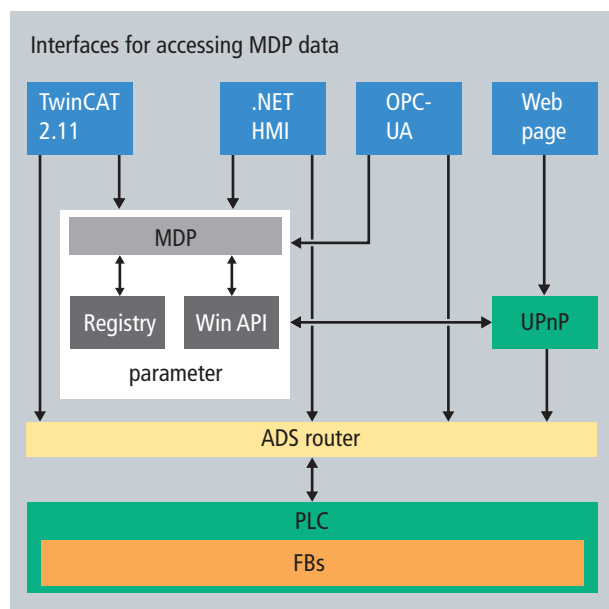 Interfaces for accessing MDP data
TwinCAT
2.11
.NET
HMI
OPC-
UA
Web
page
MDP
Registry
Win API
UPnP
parameter
ADS router
PLC
FBs